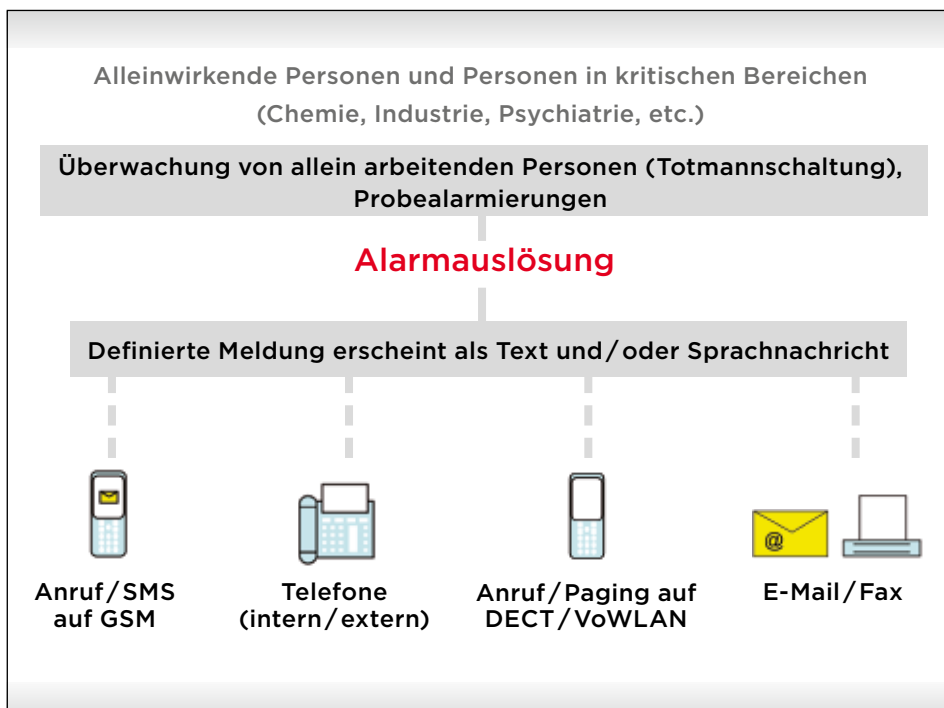 Alleinwirkende Personen und Personen in kritischen Bereichen
(Chemie, Industrie, Psychiatrie, etc.)
Überwachung von allein arbeitenden Personen (Totmannschaltung),
Probealarmierungen
Alarmauslösung
Definierte Meldung erscheint als Text und/oder Sprachnachricht
@
Anruf/SMS
auf GSM
Telefone
(intern/extern)
Anruf/Paging auf
DECT/VoWLAN
E-Mail/Fax